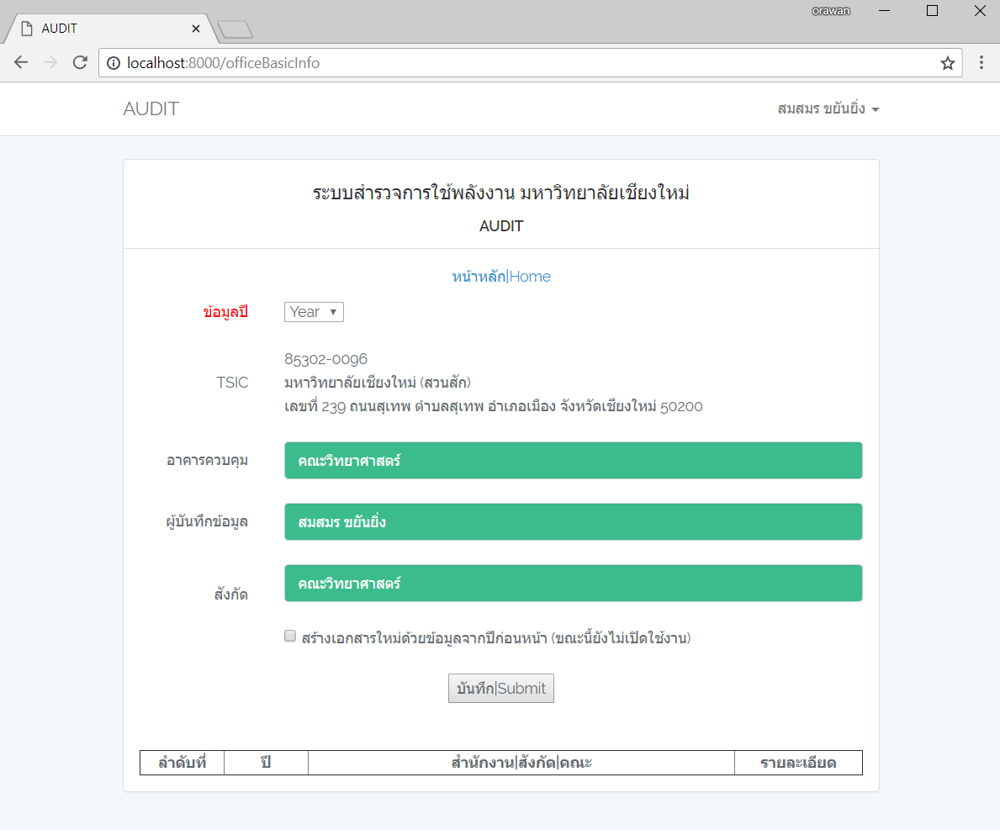 orawan
AUDIT
localhost:8000/officeBasicInfo
AUDIT
สมสมร ขยันยิ่ง
ระบบสำรวจการใช้พลังงาน มหาวิทยาลัยเชียงใหม่
AUDIT
หน้าหลัก|Home
ข้อมูลปี Year
85302-0096
TSIC มหาวิทยาลัยเชียงใหม่ (สวนสัก)
เลขที่ 239 ถนนสุเทพ ตำบลสุเทพ อำเภอเมือง จังหวัดเชียงใหม่ 50200
อาคารควบคุม คณะวิทยาศาสตร์
ผู้บันทึกข้อมูล สมสมร ขยันยิ่ง
สังกัด คณะวิทยาศาสตร์
สร้างเอกสารใหม่ด้วยข้อมูลจากปีก่อนหน้า (ขณะนี้ยังไม่เปิดใช้งาน)
บันทึก|Submit
ลำดับที่ ปี สำนักงาน|สังกัด|คณะ รายละเอียด